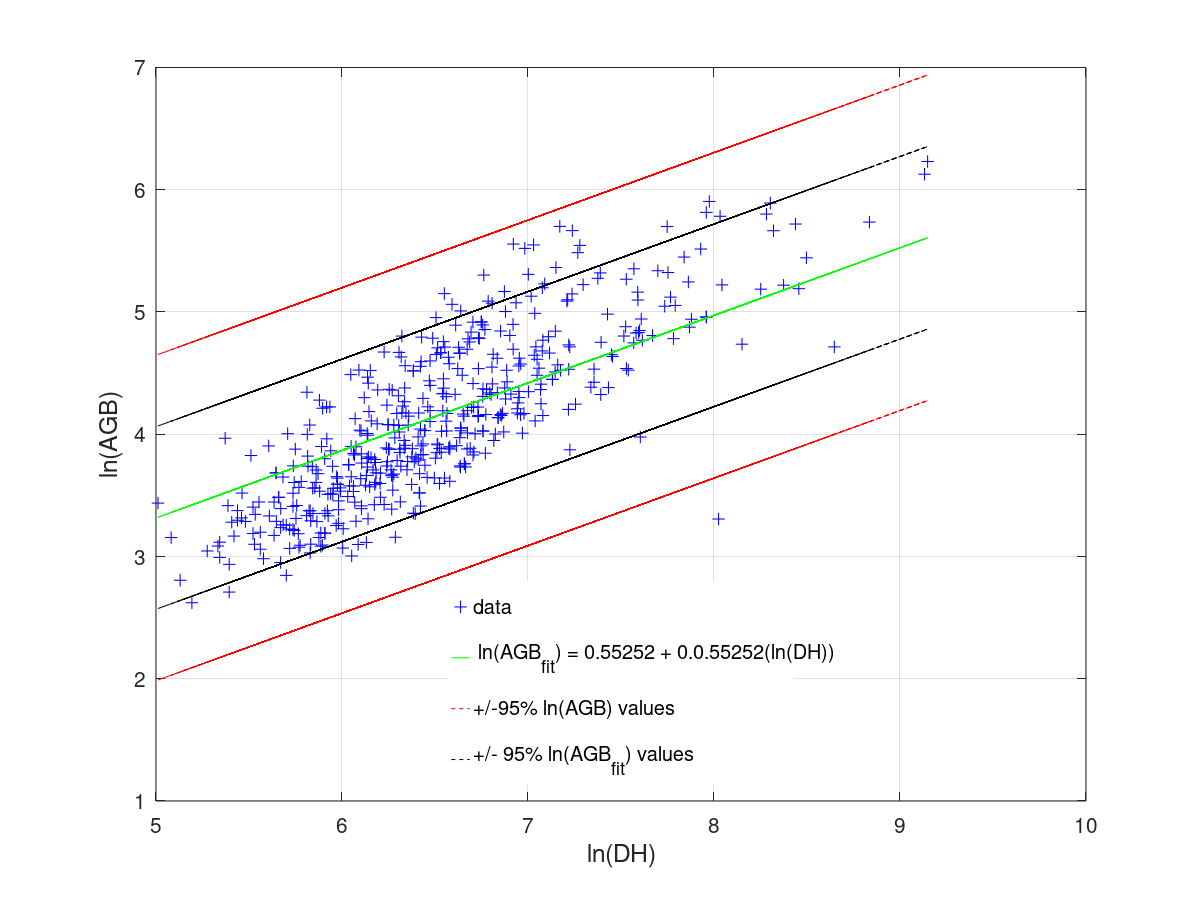 7
6
5
4
3
2
1
ln(AGB)
data
ln(AGBfit) = 0.55252 + 0.0.55252(ln(DH))
+/-95% ln(AGB) values
+/- 95% ln(AGBfit) values
5 6 7 8 9 10
ln(DH)